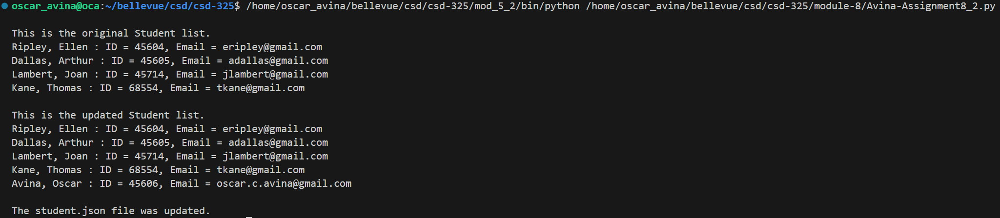 oscar_avina@oca:~/bellevue/csd/csd-325$ /home/oscar_avina/bellevue/csd/csd-325/mod_5_2/bin/python /home/oscar_avina/bellevue/csd/csd-325/module-8/Avina-Assignment8_2.py
This is the original Student list.
Ripley, Ellen : ID = 45604, Email = eripley@gmail.com
Dallas, Arthur : ID = 45605, Email = adallas@gmail.com
Lambert, Joan : ID = 45714, Email = jlambert@gmail.com
Kane, Thomas : ID = 68554, Email = tkane@gmail.com
This is the updated Student list.
Ripley, Ellen : ID = 45604, Email = eripley@gmail.com
Dallas, Arthur : ID = 45605, Email = adallas@gmail.com
Lambert, Joan : ID = 45714, Email = jlambert@gmail.com
Kane, Thomas : ID = 68554, Email = tkane@gmail.com
Avina, Oscar : ID = 45606, Email = oscar.c.avina@gmail.com
The student.json file was updated.